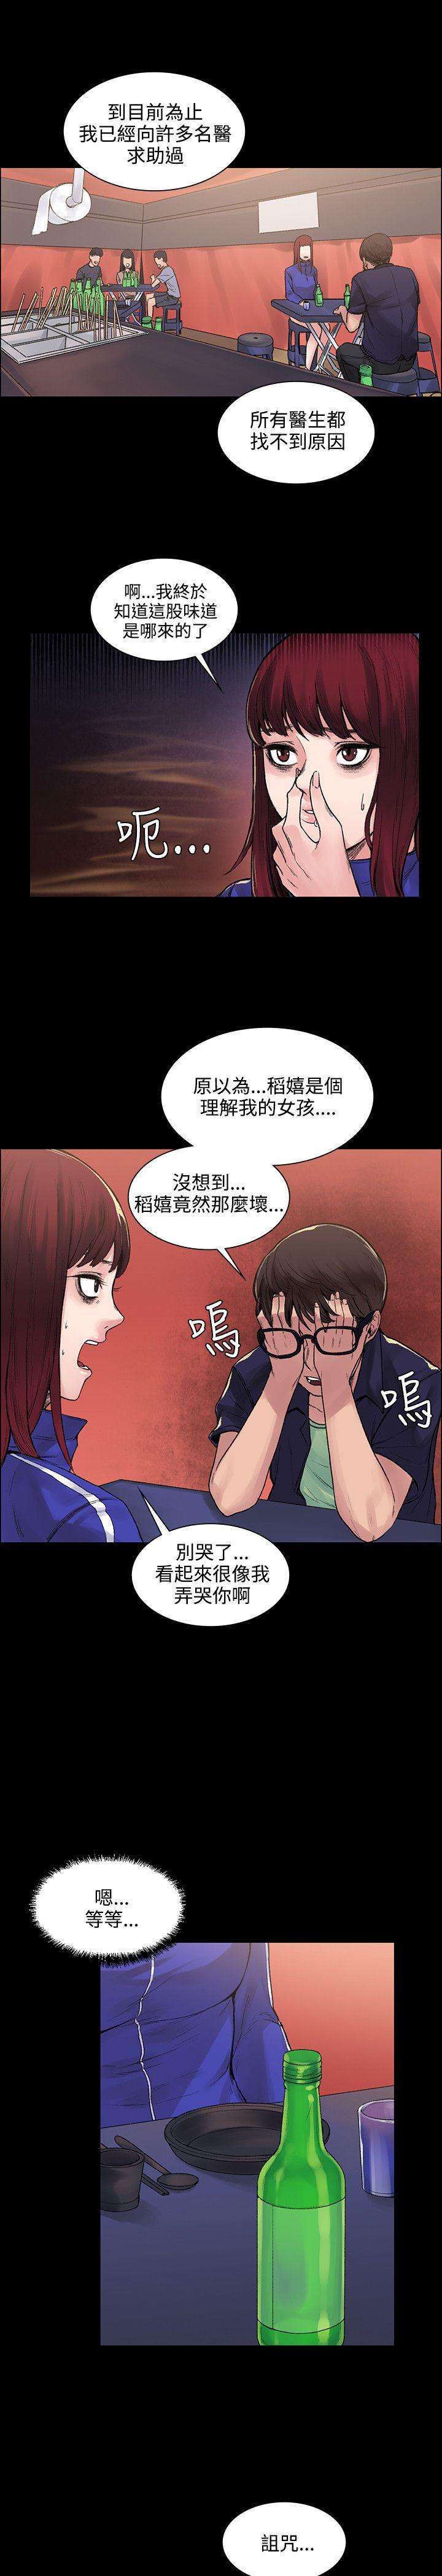 到目前為止
我已經向許多名醫
求助過
所有醫生都
找不到原因
啊...我終於
知道這股味道
是哪來的了
呃...
原以為...稻嬉是個
理解我的女孩....
沒想到...
稻嬉竟然那麼壞...
嗚
嗚
別哭了...
看起來很像我
弄哭你啊
嗯...
等等...
詛咒...